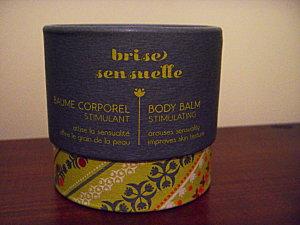 brise
sensuelle
BAUME CORPOREL
STIMULANT
attise la sensualité
affine le grain de la peau
BODY BALM
STIMULATING
arouses sensuality
improves skin texture